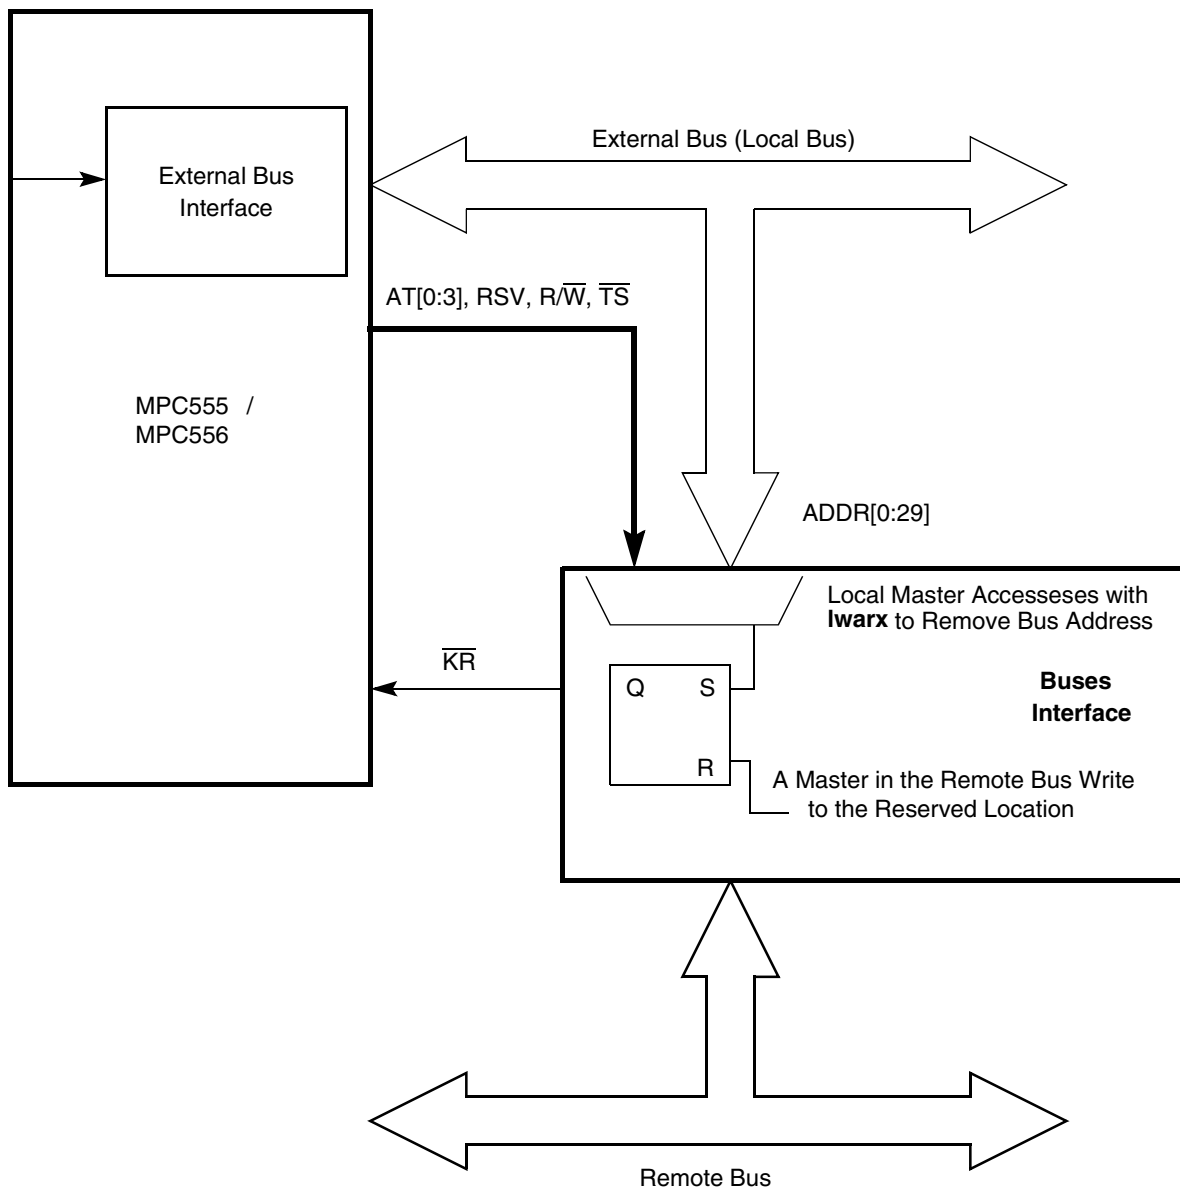 External Bus (Local Bus)
External Bus
Interface
AT[0:3], RSV, R/W̅, T̅S̅
MPC555 /
MPC556
ADDR[0:29]
Local Master Accesseses with
lwarx to Remove Bus Address
K̅R̅
Q S
R
Buses
Interface
A Master in the Remote Bus Write
to the Reserved Location
Remote Bus